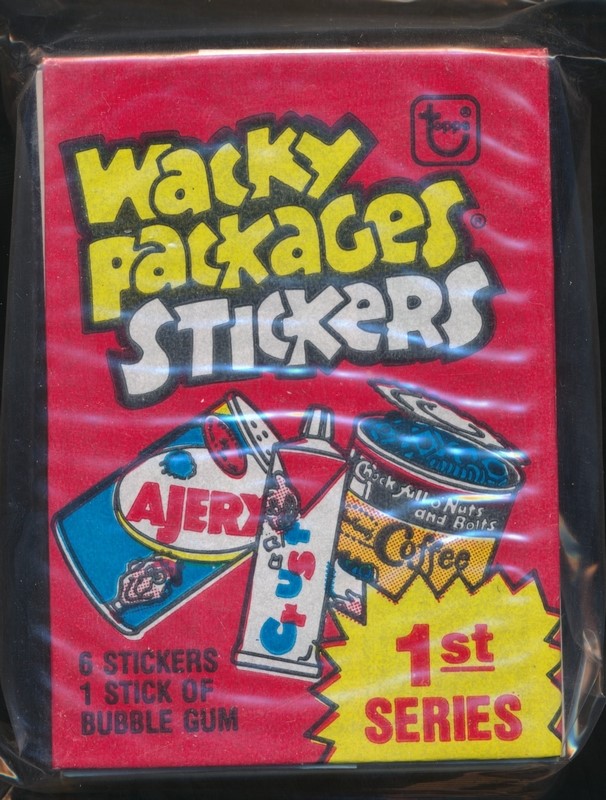 topps®
Wacky
Packages®
Stickers
AJERX
Crust
Chock full o'Nuts
and Bolts
Coffee
6 STICKERS
1 STICK OF
BUBBLE GUM
1st
SERIES